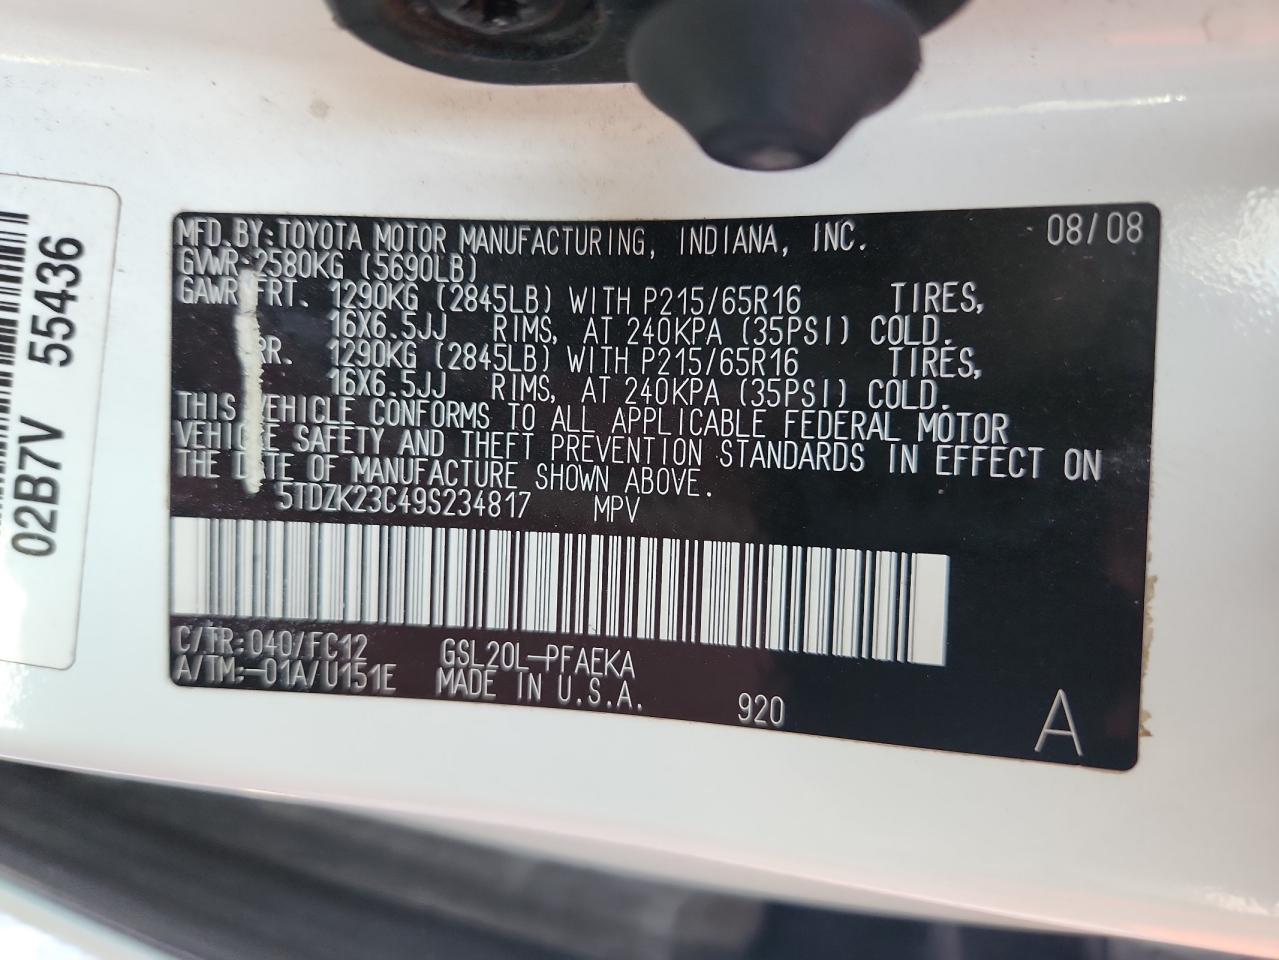 MFD.BY:TOYOTA MOTOR MANUFACTURING, INDIANA, INC. 08/08
GVWR-2580KG (5690LB)
GAWR FRT. 1290KG (2845LB) WITH P215/65R16 TIRES,
16X6.5JJ RIMS, AT 240KPA (35PSI) COLD.
RR. 1290KG (2845LB) WITH P215/65R16 TIRES,
16X6.5JJ RIMS, AT 240KPA (35PSI) COLD.
THIS VEHICLE CONFORMS TO ALL APPLICABLE FEDERAL MOTOR
VEHICLE SAFETY AND THEFT PREVENTION STANDARDS IN EFFECT ON
THE DATE OF MANUFACTURE SHOWN ABOVE.
5TDZK23C49S234817 MPV
C/TR:040/FC12 GSL20L-PFAEKA
A/TM:-01A/U151E MADE IN U.S.A. 920 A
02B7V 55436